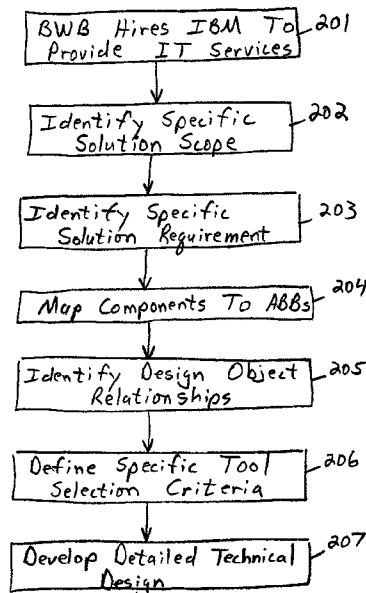 BWB Hires IBM To
Provide IT Services
201
Identify Specific
Solution Scope
202
Identify Specific
Solution Requirement
203
Map Components To ABBs
204
Identify Design Object
Relationships
205
Define Specific Tool
Selection Criteria
206
Develop Detailed Technical
Design
207